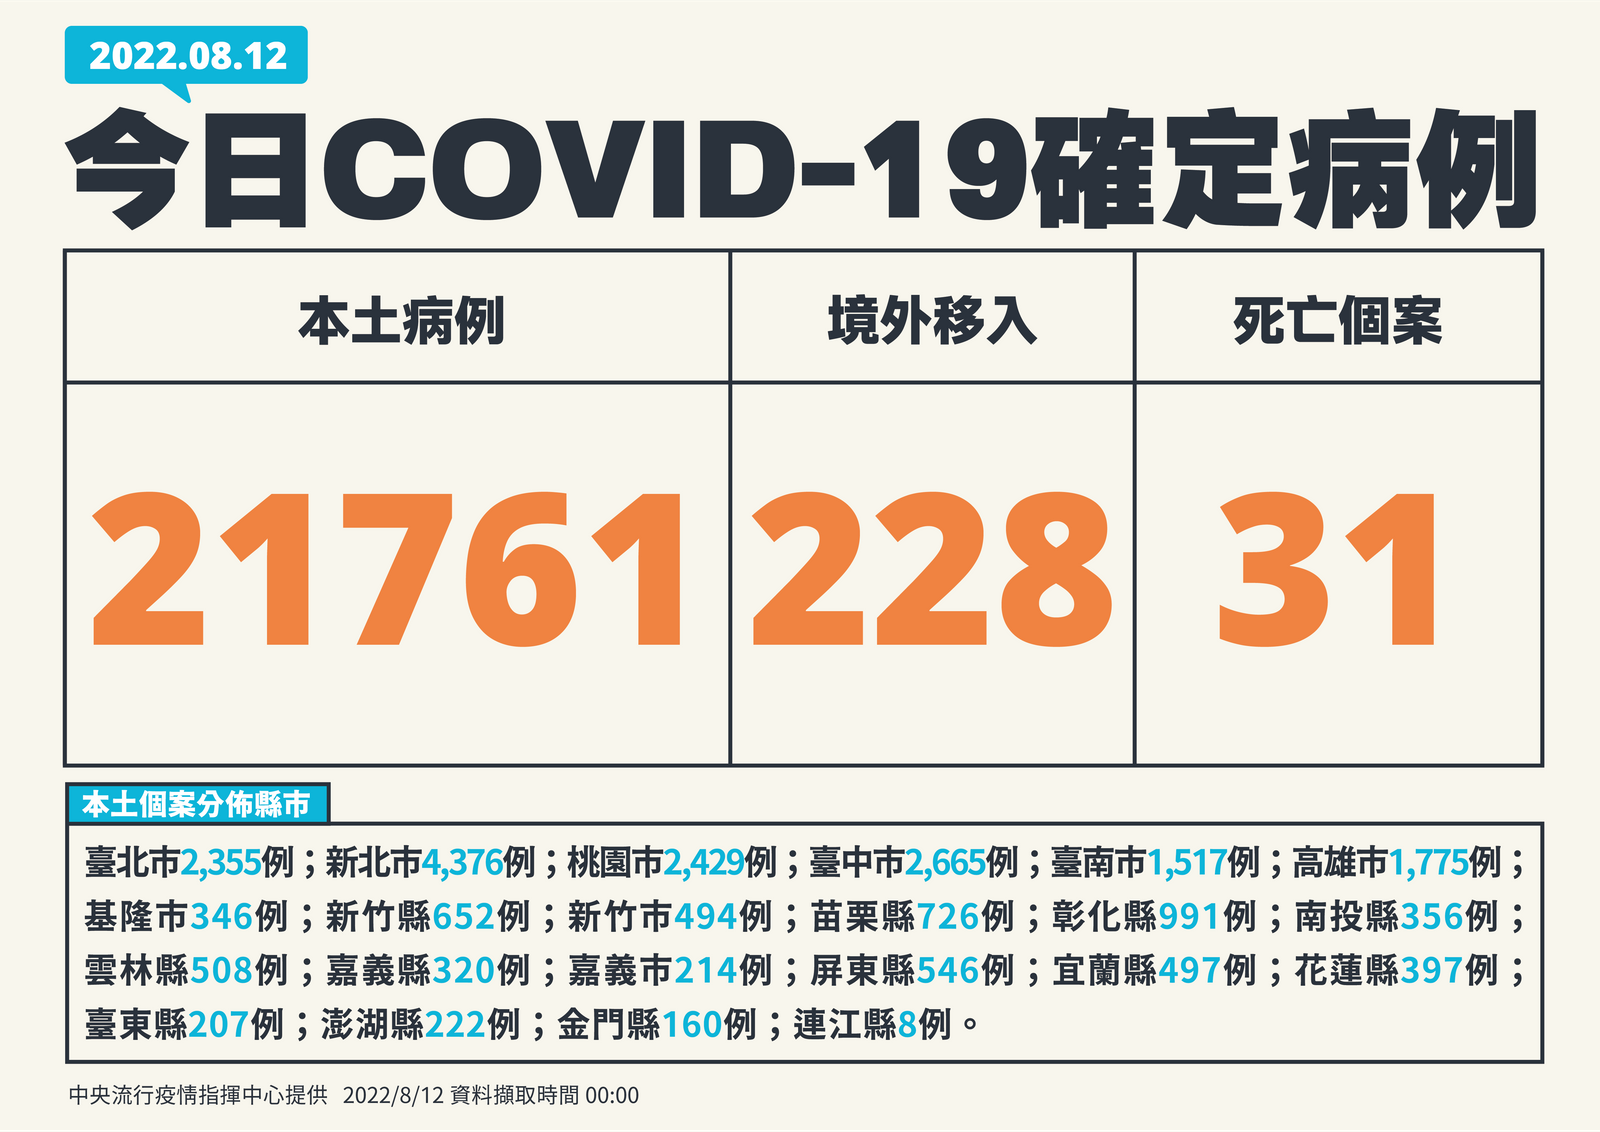 2022.08.12
今日COVID-19確定病例
本土病例 境外移入 死亡個案
21761 228 31
本土個案分佈縣市
臺北市2,355例；新北市4,376例；桃園市2,429例；臺中市2,665例；臺南市1,517例；高雄市1,775例；
基隆市346例；新竹縣652例；新竹市494例；苗栗縣726例；彰化縣991例；南投縣356例；
雲林縣508例；嘉義縣320例；嘉義市214例；屏東縣546例；宜蘭縣497例；花蓮縣397例；
臺東縣207例；澎湖縣222例；金門縣160例；連江縣8例。
中央流行疫情指揮中心提供 2022/8/12 資料擷取時間 00:00